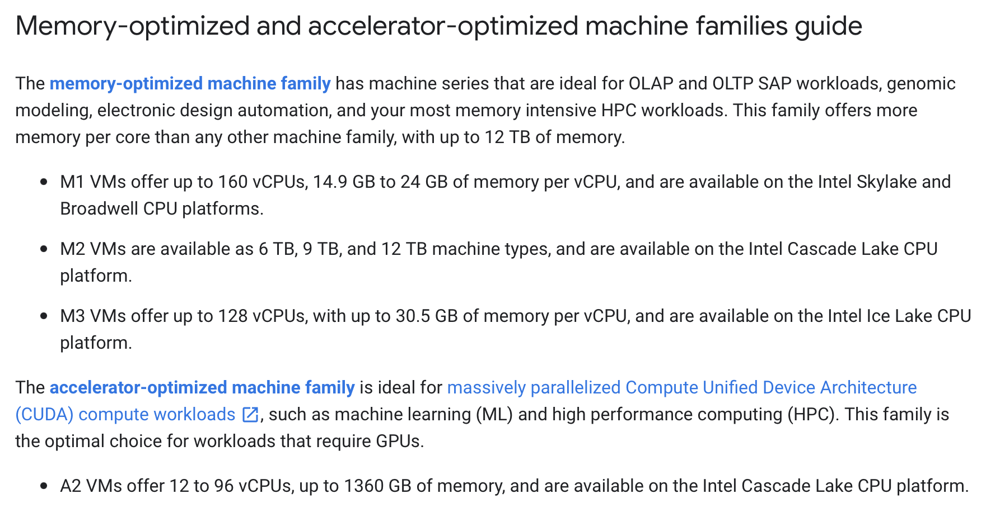 Memory-optimized and accelerator-optimized machine families guide
The memory-optimized machine family has machine series that are ideal for OLAP and OLTP SAP workloads, genomic
modeling, electronic design automation, and your most memory intensive HPC workloads. This family offers more
memory per core than any other machine family, with up to 12 TB of memory.
• M1 VMs offer up to 160 vCPUs, 14.9 GB to 24 GB of memory per vCPU, and are available on the Intel Skylake and
Broadwell CPU platforms.
• M2 VMs are available as 6 TB, 9 TB, and 12 TB machine types, and are available on the Intel Cascade Lake CPU
platform.
• M3 VMs offer up to 128 vCPUs, with up to 30.5 GB of memory per vCPU, and are available on the Intel Ice Lake CPU
platform.
The accelerator-optimized machine family is ideal for massively parallelized Compute Unified Device Architecture
(CUDA) compute workloads, such as machine learning (ML) and high performance computing (HPC). This family is
the optimal choice for workloads that require GPUs.
• A2 VMs offer 12 to 96 vCPUs, up to 1360 GB of memory, and are available on the Intel Cascade Lake CPU platform.